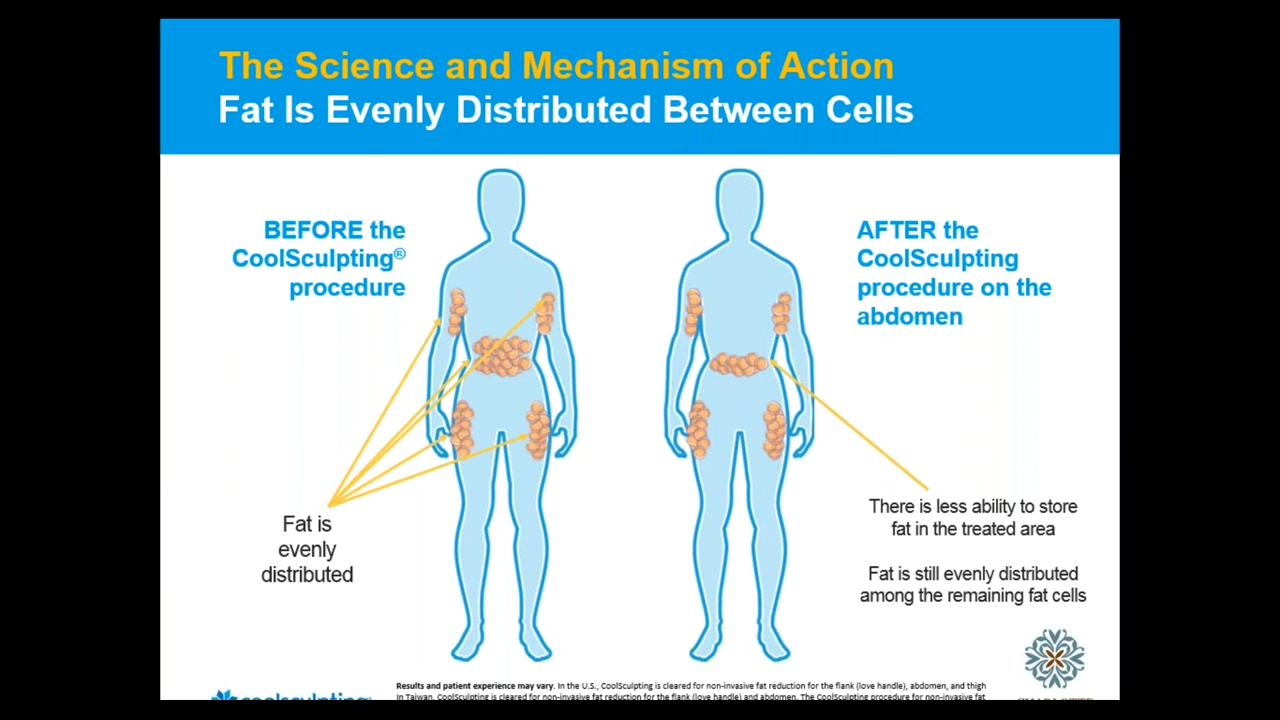 The Science and Mechanism of Action
Fat Is Evenly Distributed Between Cells
BEFORE the
CoolSculpting®
procedure
AFTER the
CoolSculpting
procedure on the
abdomen
Fat is
evenly
distributed
There is less ability to store
fat in the treated area
Fat is still evenly distributed
among the remaining fat cells
Results and patient experience may vary. In the U.S., CoolSculpting is cleared for non-invasive fat reduction for the flank (love handle), abdomen, and thigh
In Taiwan, CoolSculpting is cleared for non-invasive fat reduction for the flank (love handle) and abdomen. The CoolSculpting procedure for non-invasive fat
coolsculpting